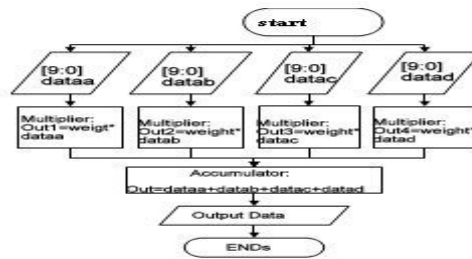 start
[9:0]
dataa
[9:0]
datab
[9:0]
datac
[9:0]
datad
Multiplier:
Out1=weigt*
dataa
Multiplier:
Out2=weight*
datab
Multiplier:
Out3=weight*
datac
Multiplier:
Out4=weight*
datad
Accumulator:
Out=dataa+datab+datac+datad
Output Data
ENDs